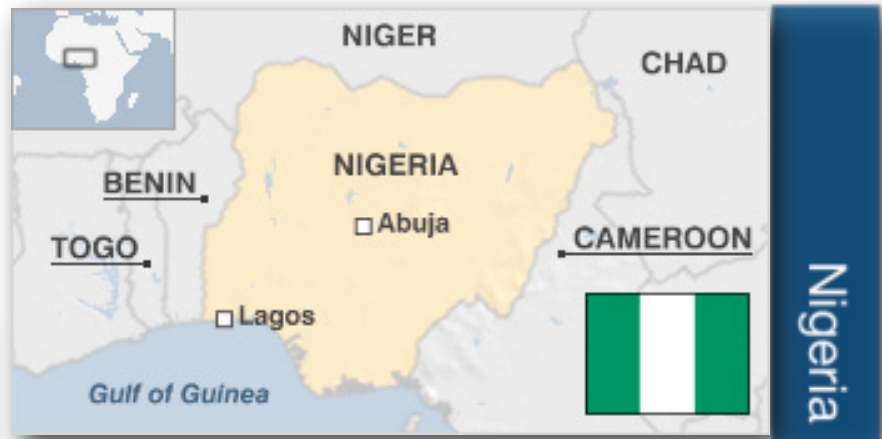 NIGER
CHAD
NIGERIA
BENIN
Abuja
TOGO
CAMEROON
Lagos
Gulf of Guinea
Nigeria